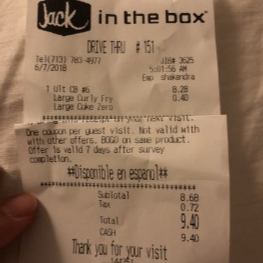 Jack in the box
DRIVE THRU # 151
Tel(713) 783-4977 JIB# 3625
6/7/2018 5:01:56 AM
Emp shakendra
1 Ult CB #6 8.28
Large Curly Fry 0.40
Large Coke Zero
One coupon per guest visit. Not valid with
with other offers. BOGO on same product.
Offer is valid 7 days after survey
completion.
##Disponible en espanol##
Subtotal 8.68
Tax 0.72
Total 9.40
CASH 9.40
Thank you for your visit